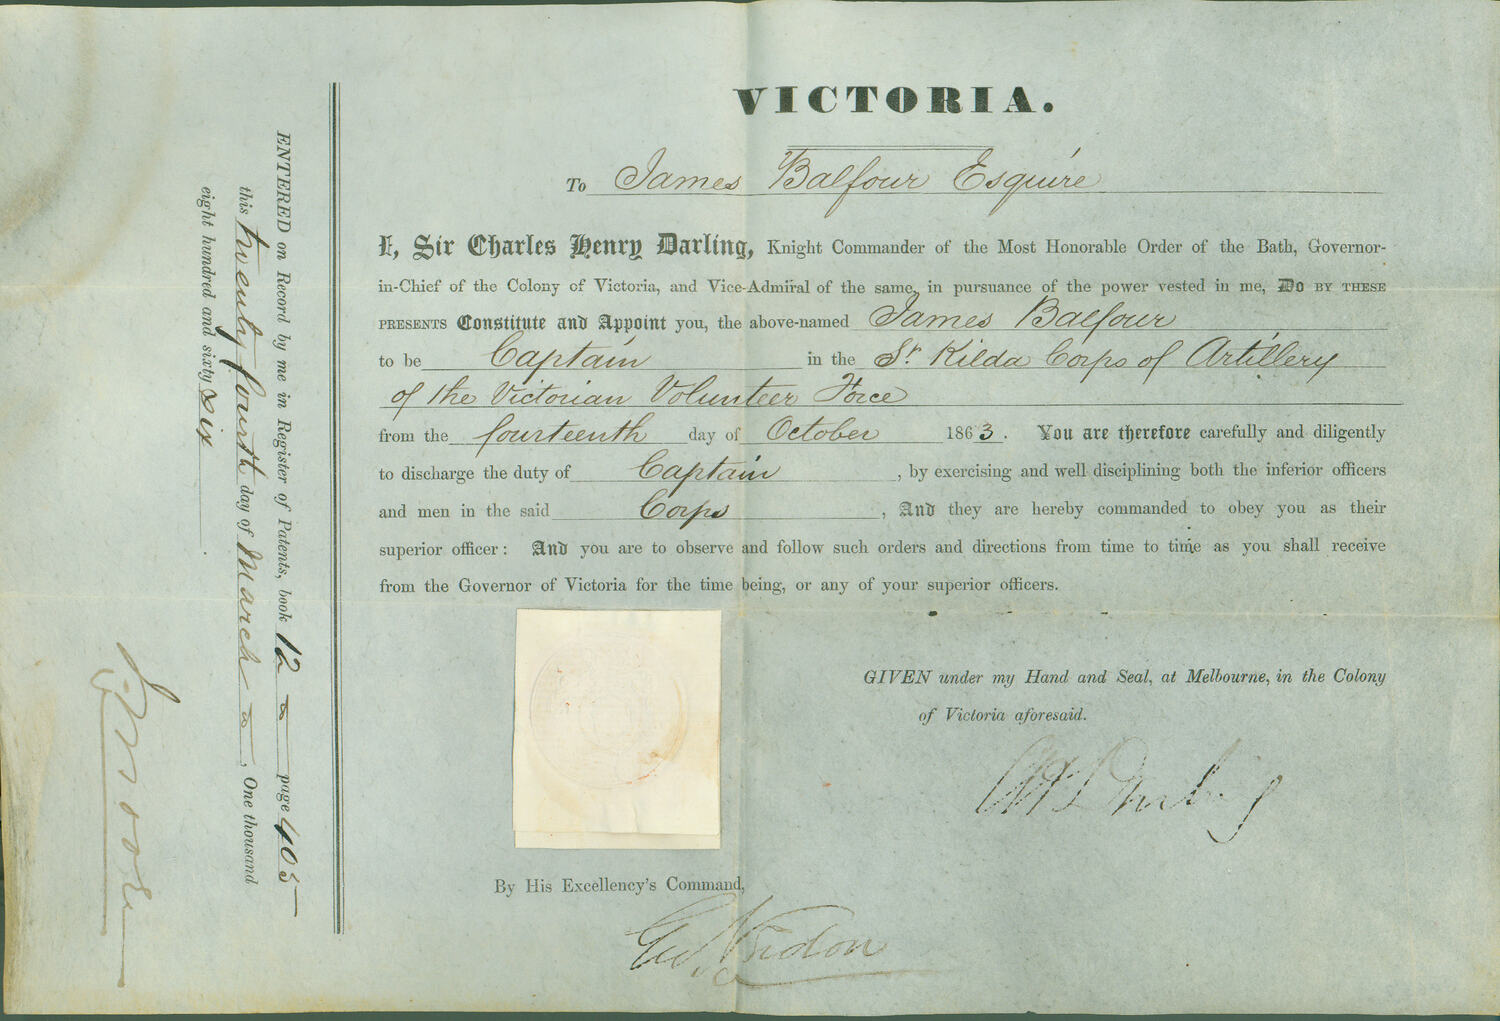 VICTORIA.
To James Balfour Esquire
I, Sir Charles Henry Darling, Knight Commander of the Most Honorable Order of the Bath, Governor-
in-Chief of the Colony of Victoria, and Vice-Admiral of the same, in pursuance of the power vested in me, Do BY THESE
PRESENTS Constitute and Appoint you, the above-named James Balfour
to be Captain in the St. Kilda Corps of Artillery
of the Victorian Volunteer Force
from the fourteenth day of October 1863. You are therefore carefully and diligently
to discharge the duty of Captain, by exercising and well disciplining both the inferior officers
and men in the said Corps, And they are hereby commanded to obey you as their
superior officer: And you are to observe and follow such orders and directions from time to time as you shall receive
from the Governor of Victoria for the time being, or any of your superior officers.
GIVEN under my Hand and Seal, at Melbourne, in the Colony
of Victoria aforesaid.
By His Excellency's Command,
ENTERED on Record by me in Register of Patents, book 12 page 405
this twenty fourth day of March, One thousand
eight hundred and sixty six.